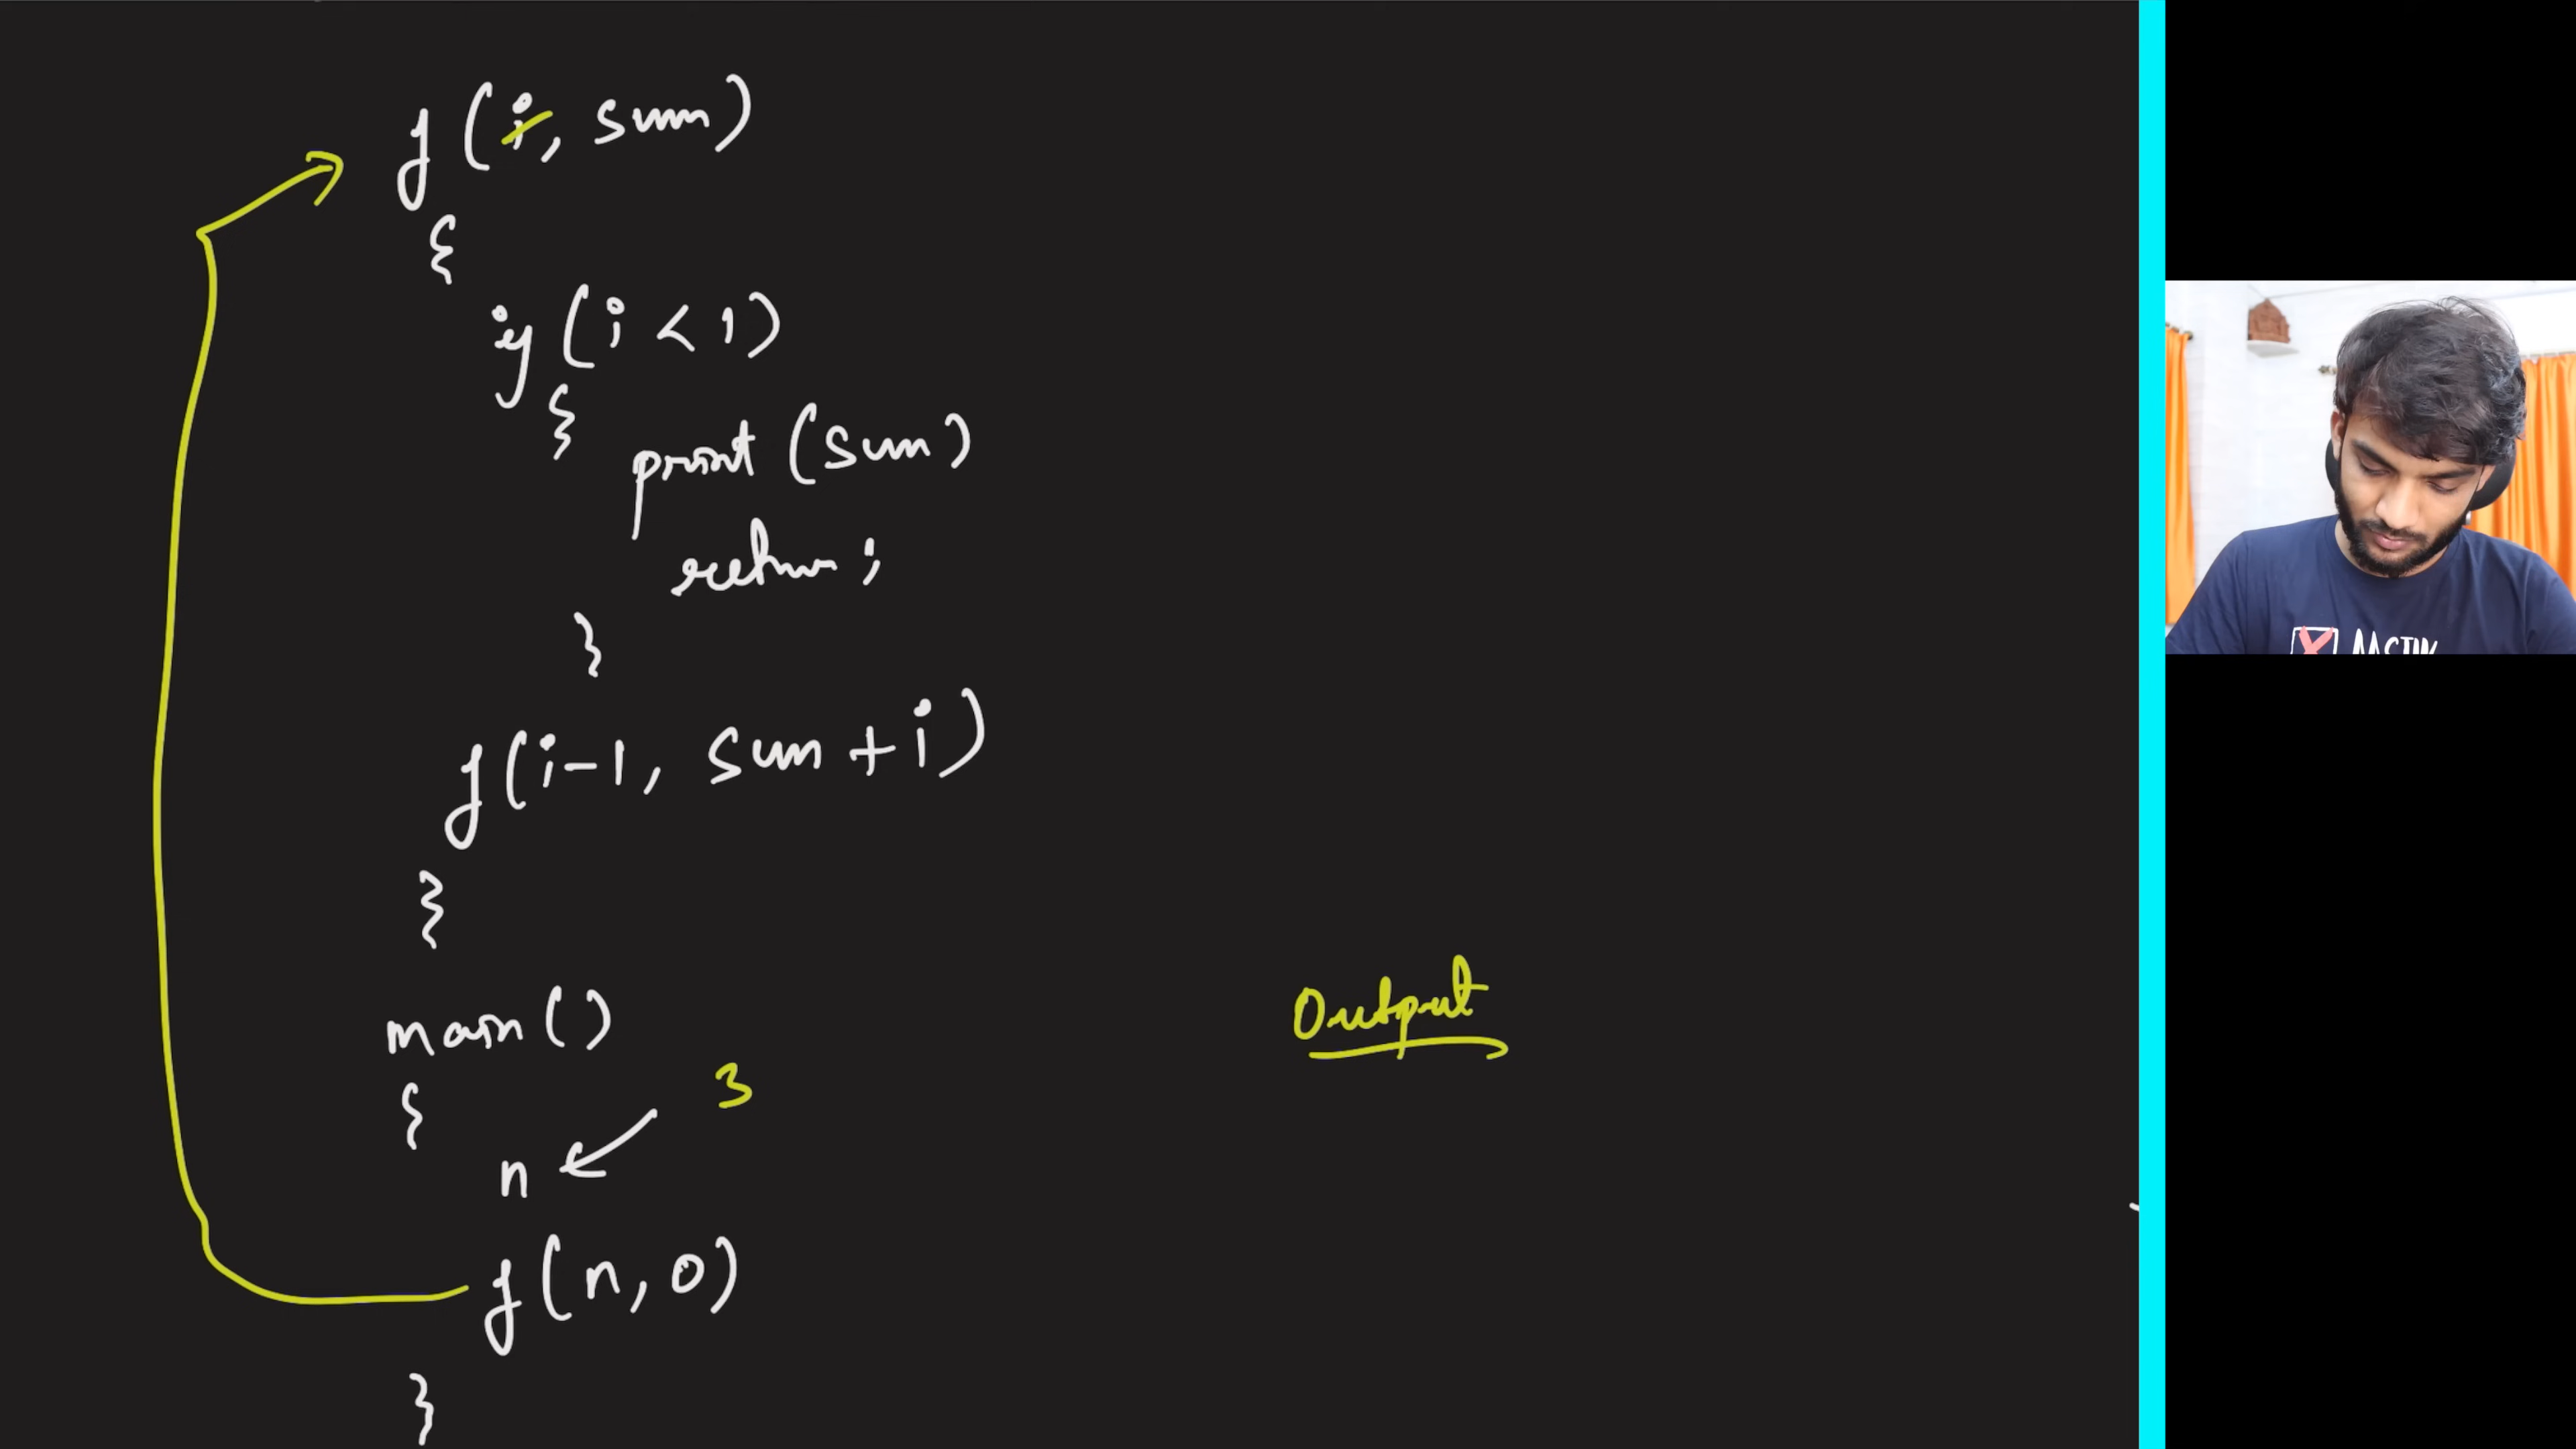 f(i, sum)
{
if(i < 1)
{
print(sum)
return;
}
f(i-1, sum+i)
}
main()
{
3
n ←
f(n, 0)
}
Output